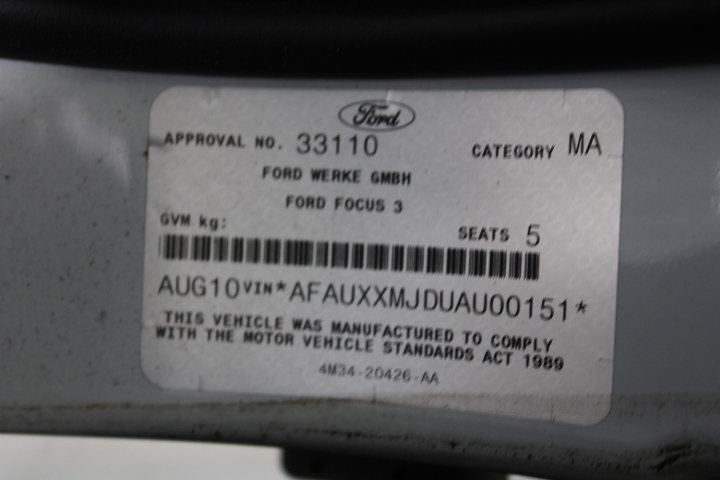 Ford
APPROVAL NO. 33110 CATEGORY MA
FORD WERKE GMBH
FORD FOCUS 3
GVM kg: SEATS 5
AUG10 VIN*AFAUXXMJDUAU00151*
THIS VEHICLE WAS MANUFACTURED TO COMPLY
WITH THE MOTOR VEHICLE STANDARDS ACT 1989
4M34-20426-AA